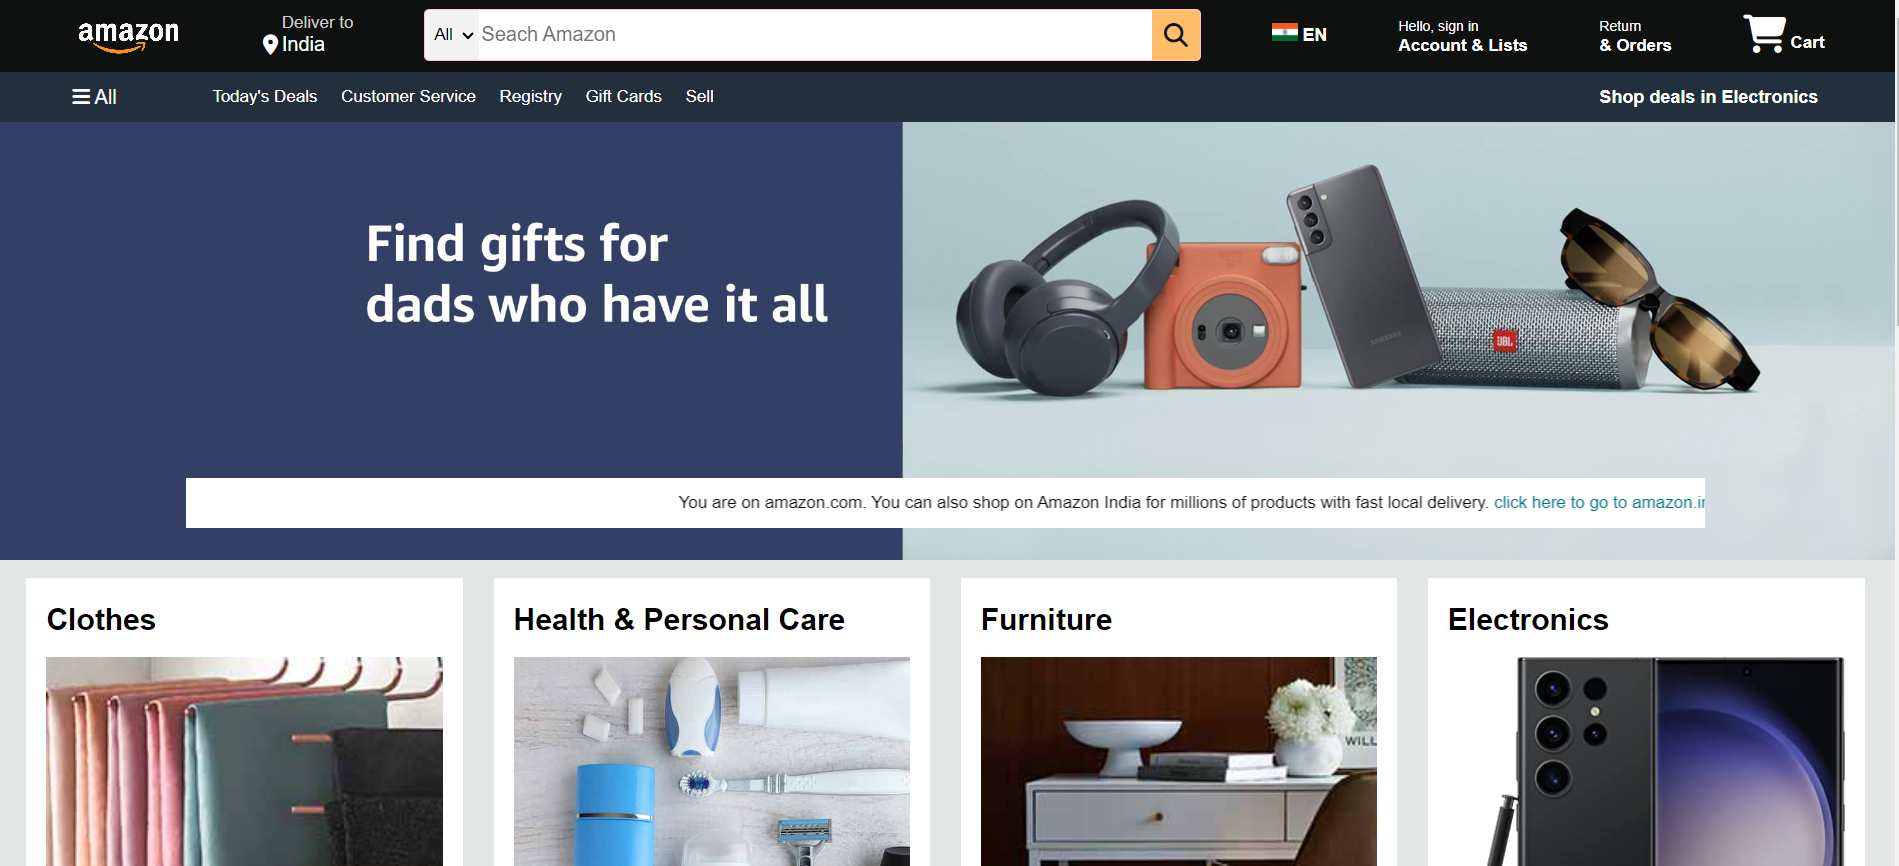 amazon
Deliver to
India
All
Seach Amazon
EN
Hello, sign in
Account & Lists
Return
& Orders
Cart
All
Today's Deals
Customer Service
Registry
Gift Cards
Sell
Shop deals in Electronics
Find gifts for
dads who have it all
SAMSUNG
JBL
You are on amazon.com. You can also shop on Amazon India for millions of products with fast local delivery. click here to go to amazon.in
Clothes
Health & Personal Care
Furniture
Electronics
WILL